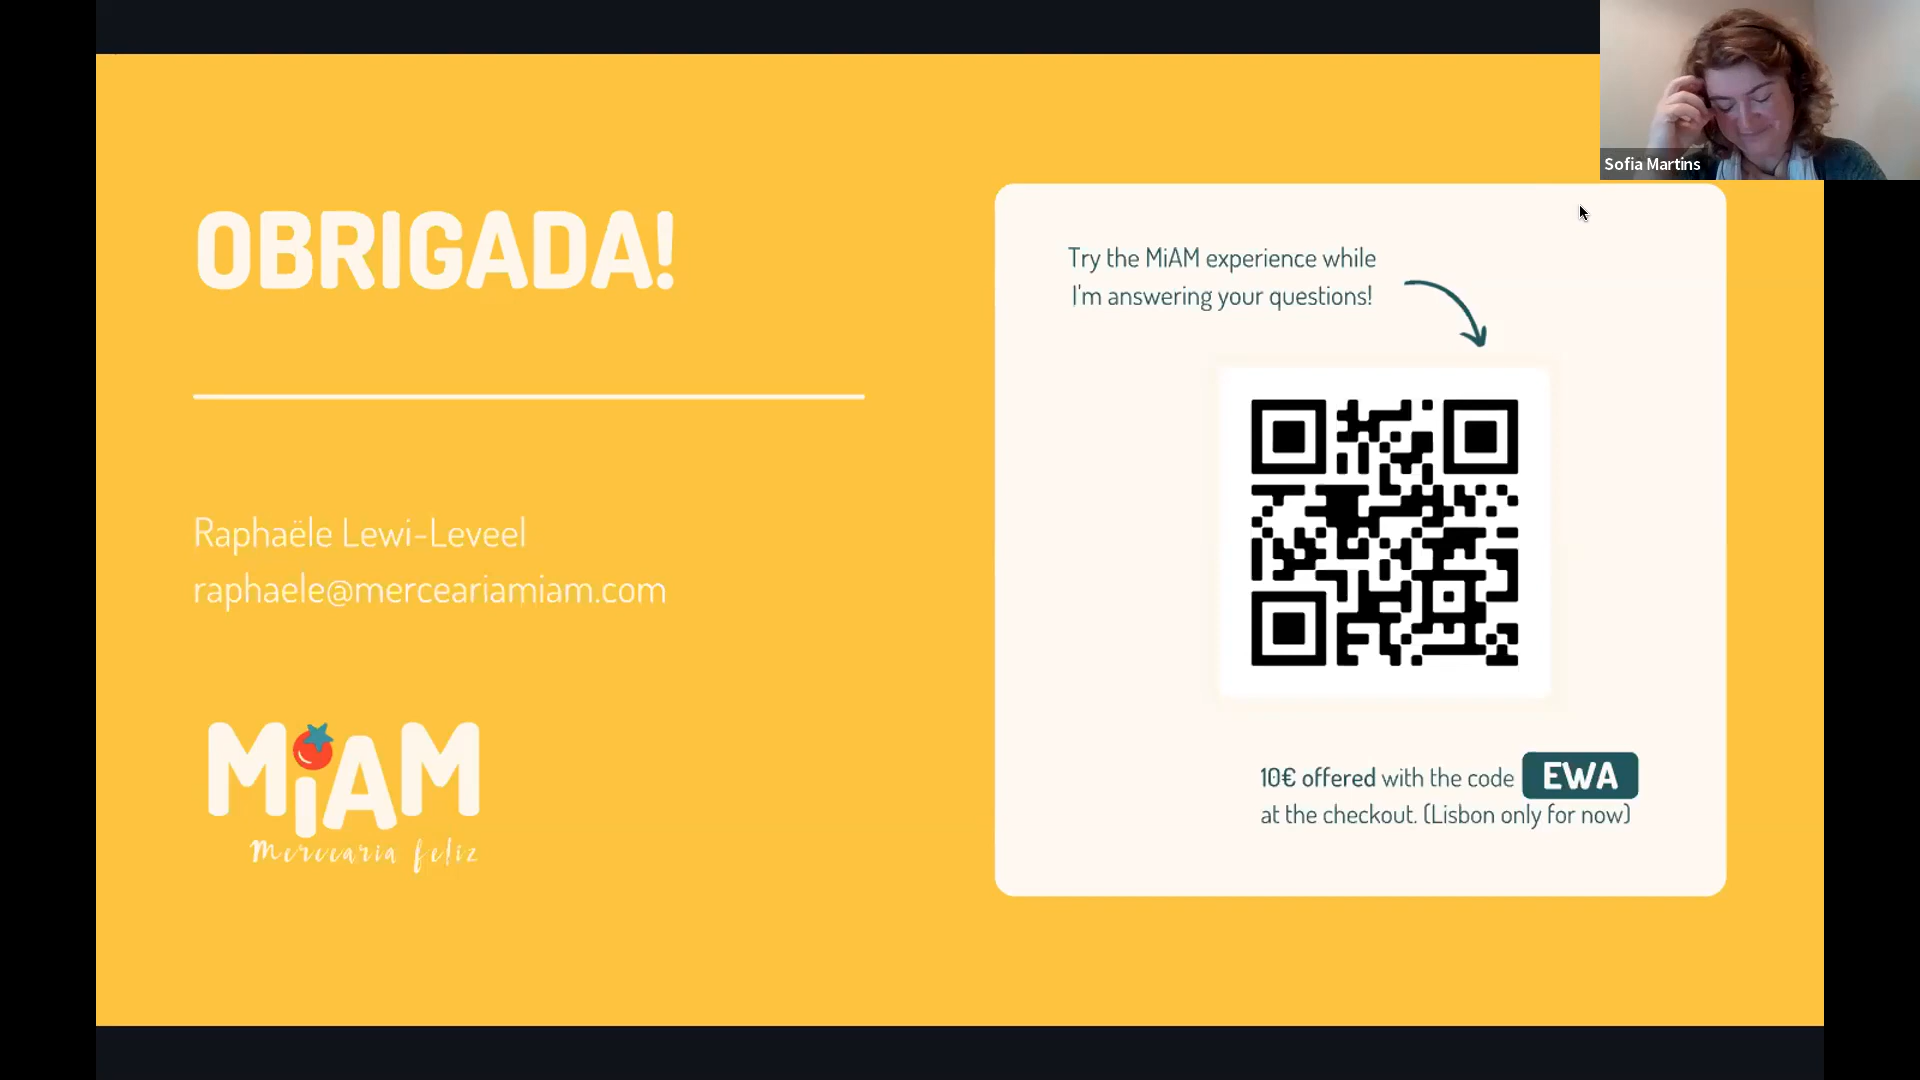 Sofia Martins
OBRIGADA!
Try the MiAM experience while
I'm answering your questions!
Raphaële Lewi-Leveel
raphaele@merceariamiam.com
MiAM
Mercearia feliz
10€ offered with the code EWA
at the checkout. (Lisbon only for now)